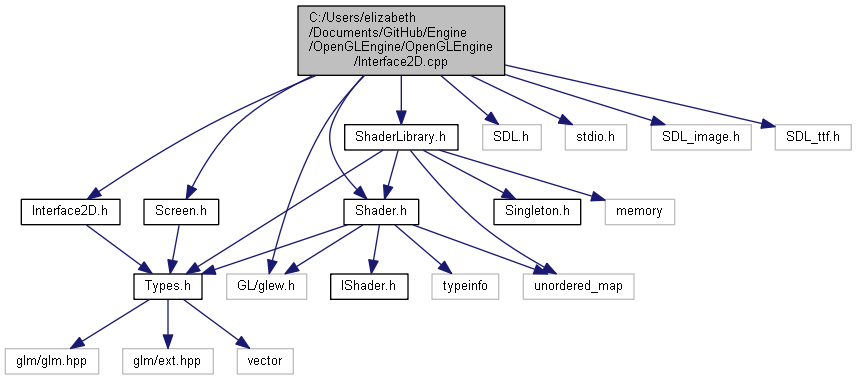 C:/Users/elizabeth
/Documents/GitHub/Engine
/OpenGLEngine/OpenGLEngine
/Interface2D.cpp
ShaderLibrary.h
SDL.h
stdio.h
SDL_image.h
SDL_ttf.h
Interface2D.h
Screen.h
Shader.h
Singleton.h
memory
Types.h
GL/glew.h
IShader.h
typeinfo
unordered_map
glm/glm.hpp
glm/ext.hpp
vector